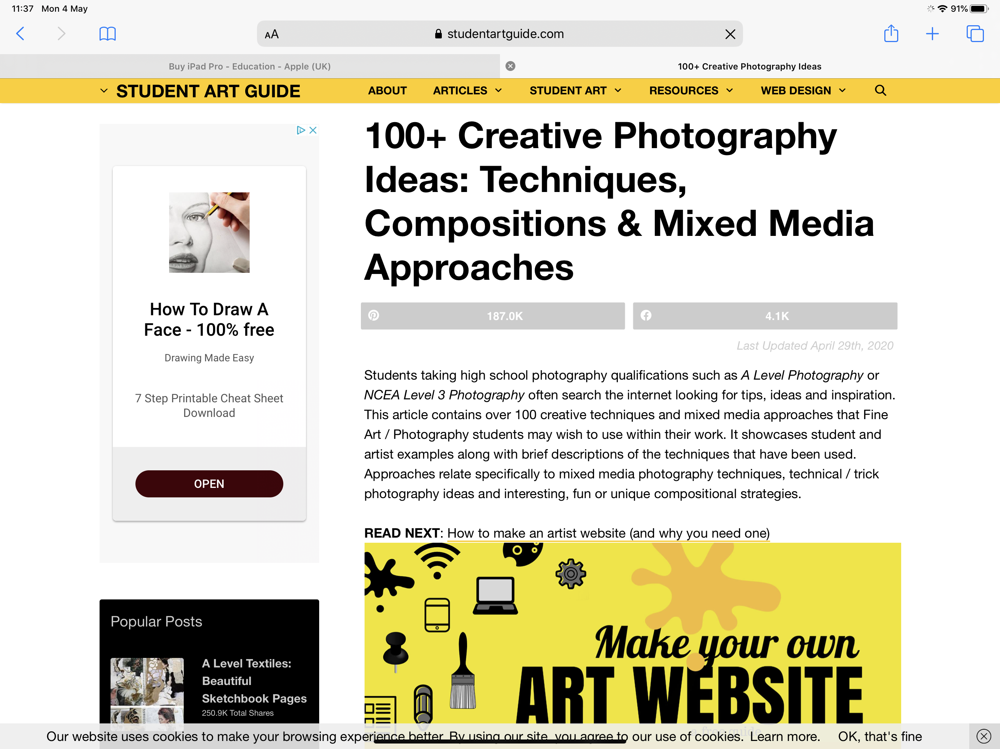 11:37 Mon 4 May
91%
AA studentartguide.com
Buy iPad Pro - Education - Apple (UK)
100+ Creative Photography Ideas
STUDENT ART GUIDE
ABOUT ARTICLES STUDENT ART RESOURCES WEB DESIGN
How To Draw A
Face - 100% free
Drawing Made Easy
7 Step Printable Cheat Sheet
Download
OPEN
Popular Posts
A Level Textiles:
Beautiful
Sketchbook Pages
250.9K Total Shares
100+ Creative Photography
Ideas: Techniques,
Compositions & Mixed Media
Approaches
187.0K
4.1K
Last Updated April 29th, 2020
Students taking high school photography qualifications such as A Level Photography or
NCEA Level 3 Photography often search the internet looking for tips, ideas and inspiration.
This article contains over 100 creative techniques and mixed media approaches that Fine
Art / Photography students may wish to use within their work. It showcases student and
artist examples along with brief descriptions of the techniques that have been used.
Approaches relate specifically to mixed media photography techniques, technical / trick
photography ideas and interesting, fun or unique compositional strategies.
READ NEXT: How to make an artist website (and why you need one)
Make your own
ART WEBSITE
a free guide
Our website uses cookies to make your browsing experience better. By using our site, you agree to our use of cookies. Learn more. OK, that's fine